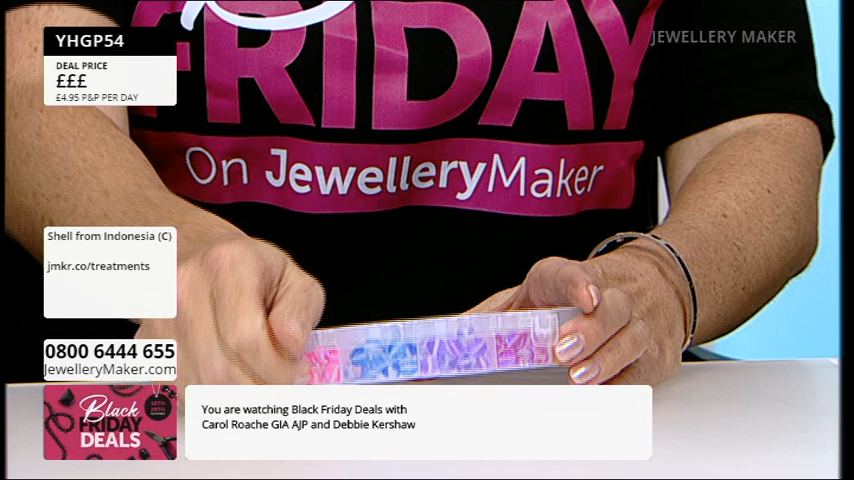 YHGP54
DEAL PRICE
£££
£4.95 P&P PER DAY
FRIDAY
On JewelleryMaker
JEWELLERY MAKER
Shell from Indonesia (C)
jmkr.co/treatments
0800 6444 655
JewelleryMaker.com
Black
FRIDAY
DEALS
You are watching Black Friday Deals with
Carol Roache GIA AJP and Debbie Kershaw